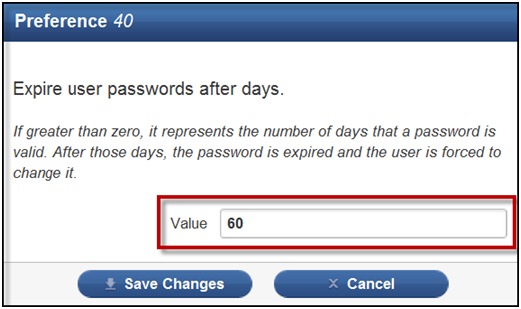 Preference 40
Expire user passwords after days.
If greater than zero, it represents the number of days that a password is
valid. After those days, the password is expired and the user is forced to
change it.
Value 60
Save Changes Cancel